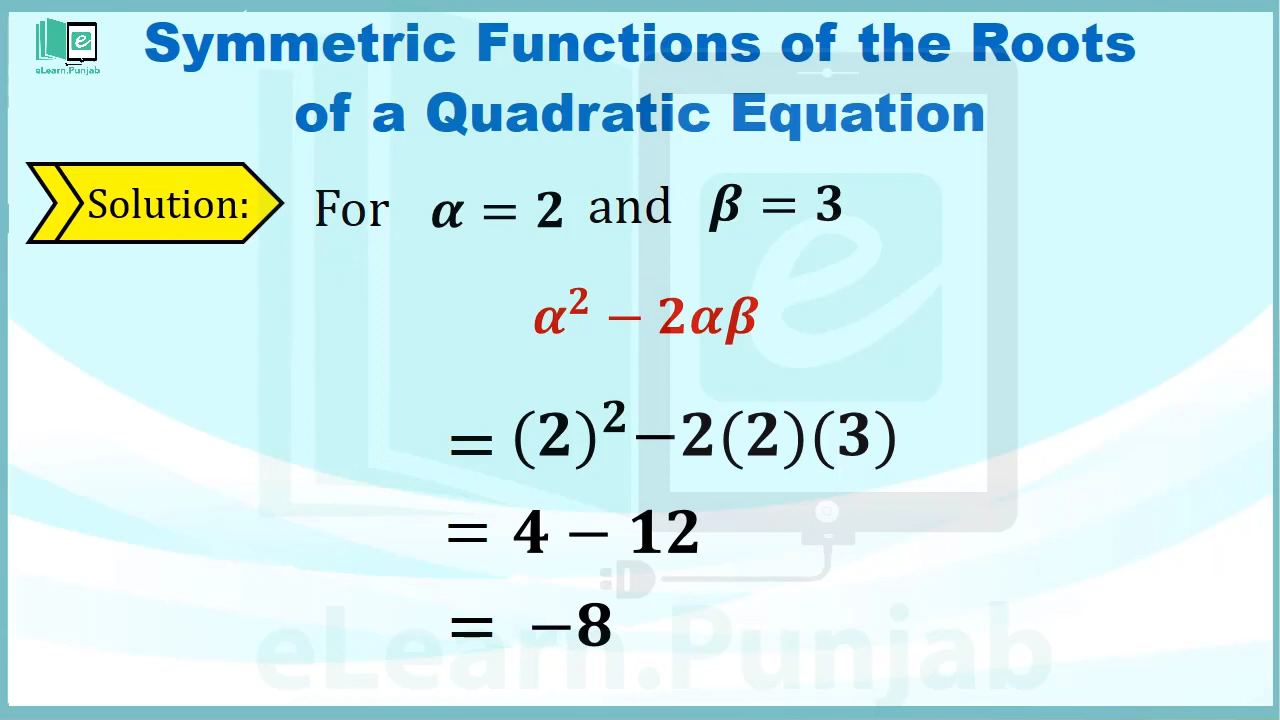 Symmetric Functions of the Roots
of a Quadratic Equation
eLearn.Punjab
Solution: For α = 2 and β = 3
α² − 2αβ
= (2)² − 2(2)(3)
= 4 − 12
= −8
eLearn.Punjab